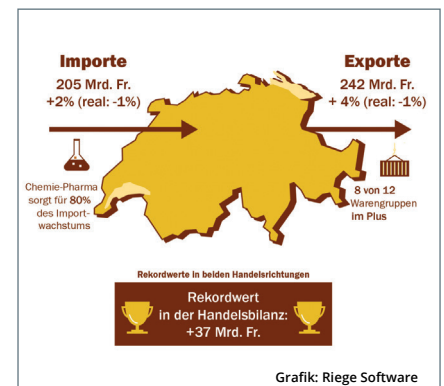 Importe
205 Mrd. Fr.
+2% (real: -1%)
Exporte
242 Mrd. Fr.
+ 4% (real: -1%)
Chemie-Pharma
sorgt für 80%
des Import-
wachstums
8 von 12
Warengruppen
im Plus
Rekordwerte in beiden Handelsrichtungen
Rekordwert
in der Handelsbilanz:
+37 Mrd. Fr.
Grafik: Riege Software